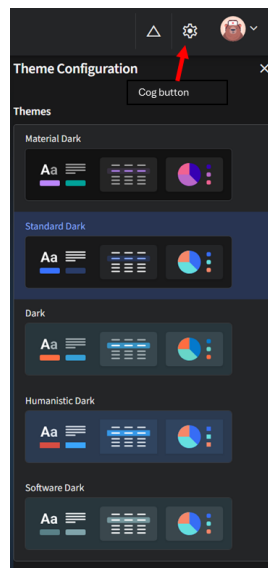 Theme Configuration
Cog button
Themes
Material Dark
Aa
Standard Dark
Aa
Dark
Aa
Humanistic Dark
Aa
Software Dark
Aa